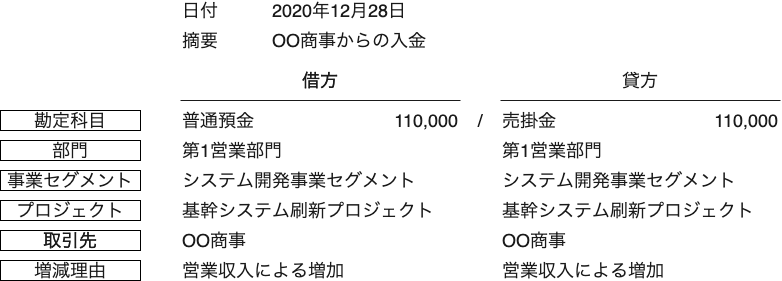 日付 2020年12月28日
摘要 OO商事からの入金
借方 貸方
勘定科目 普通預金 110,000 / 売掛金 110,000
部門 第1営業部門 第1営業部門
事業セグメント システム開発事業セグメント システム開発事業セグメント
プロジェクト 基幹システム刷新プロジェクト 基幹システム刷新プロジェクト
取引先 OO商事 OO商事
増減理由 営業収入による増加 営業収入による増加